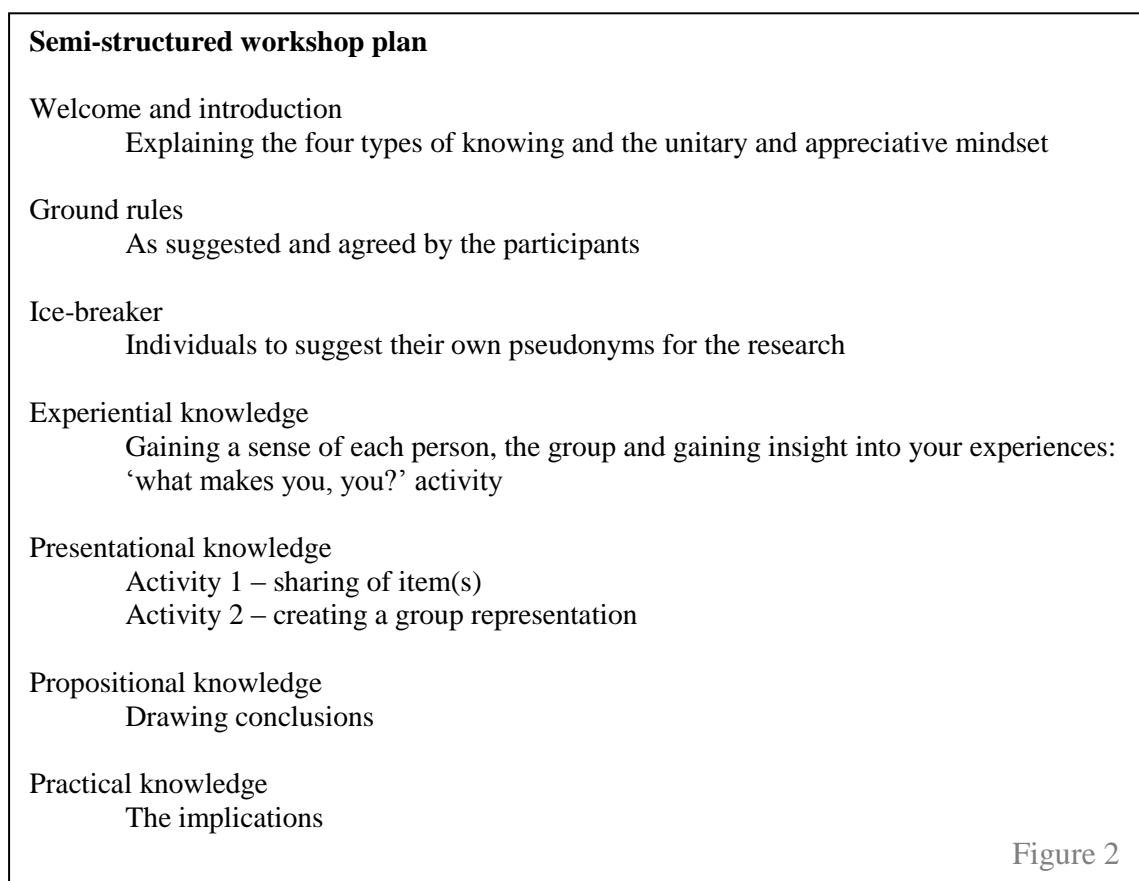 Semi-structured workshop plan
Welcome and introduction
Explaining the four types of knowing and the unitary and appreciative mindset
Ground rules
As suggested and agreed by the participants
Ice-breaker
Individuals to suggest their own pseudonyms for the research
Experiential knowledge
Gaining a sense of each person, the group and gaining insight into your experiences:
‘what makes you, you?’ activity
Presentational knowledge
Activity 1 – sharing of item(s)
Activity 2 – creating a group representation
Propositional knowledge
Drawing conclusions
Practical knowledge
The implications
Figure 2